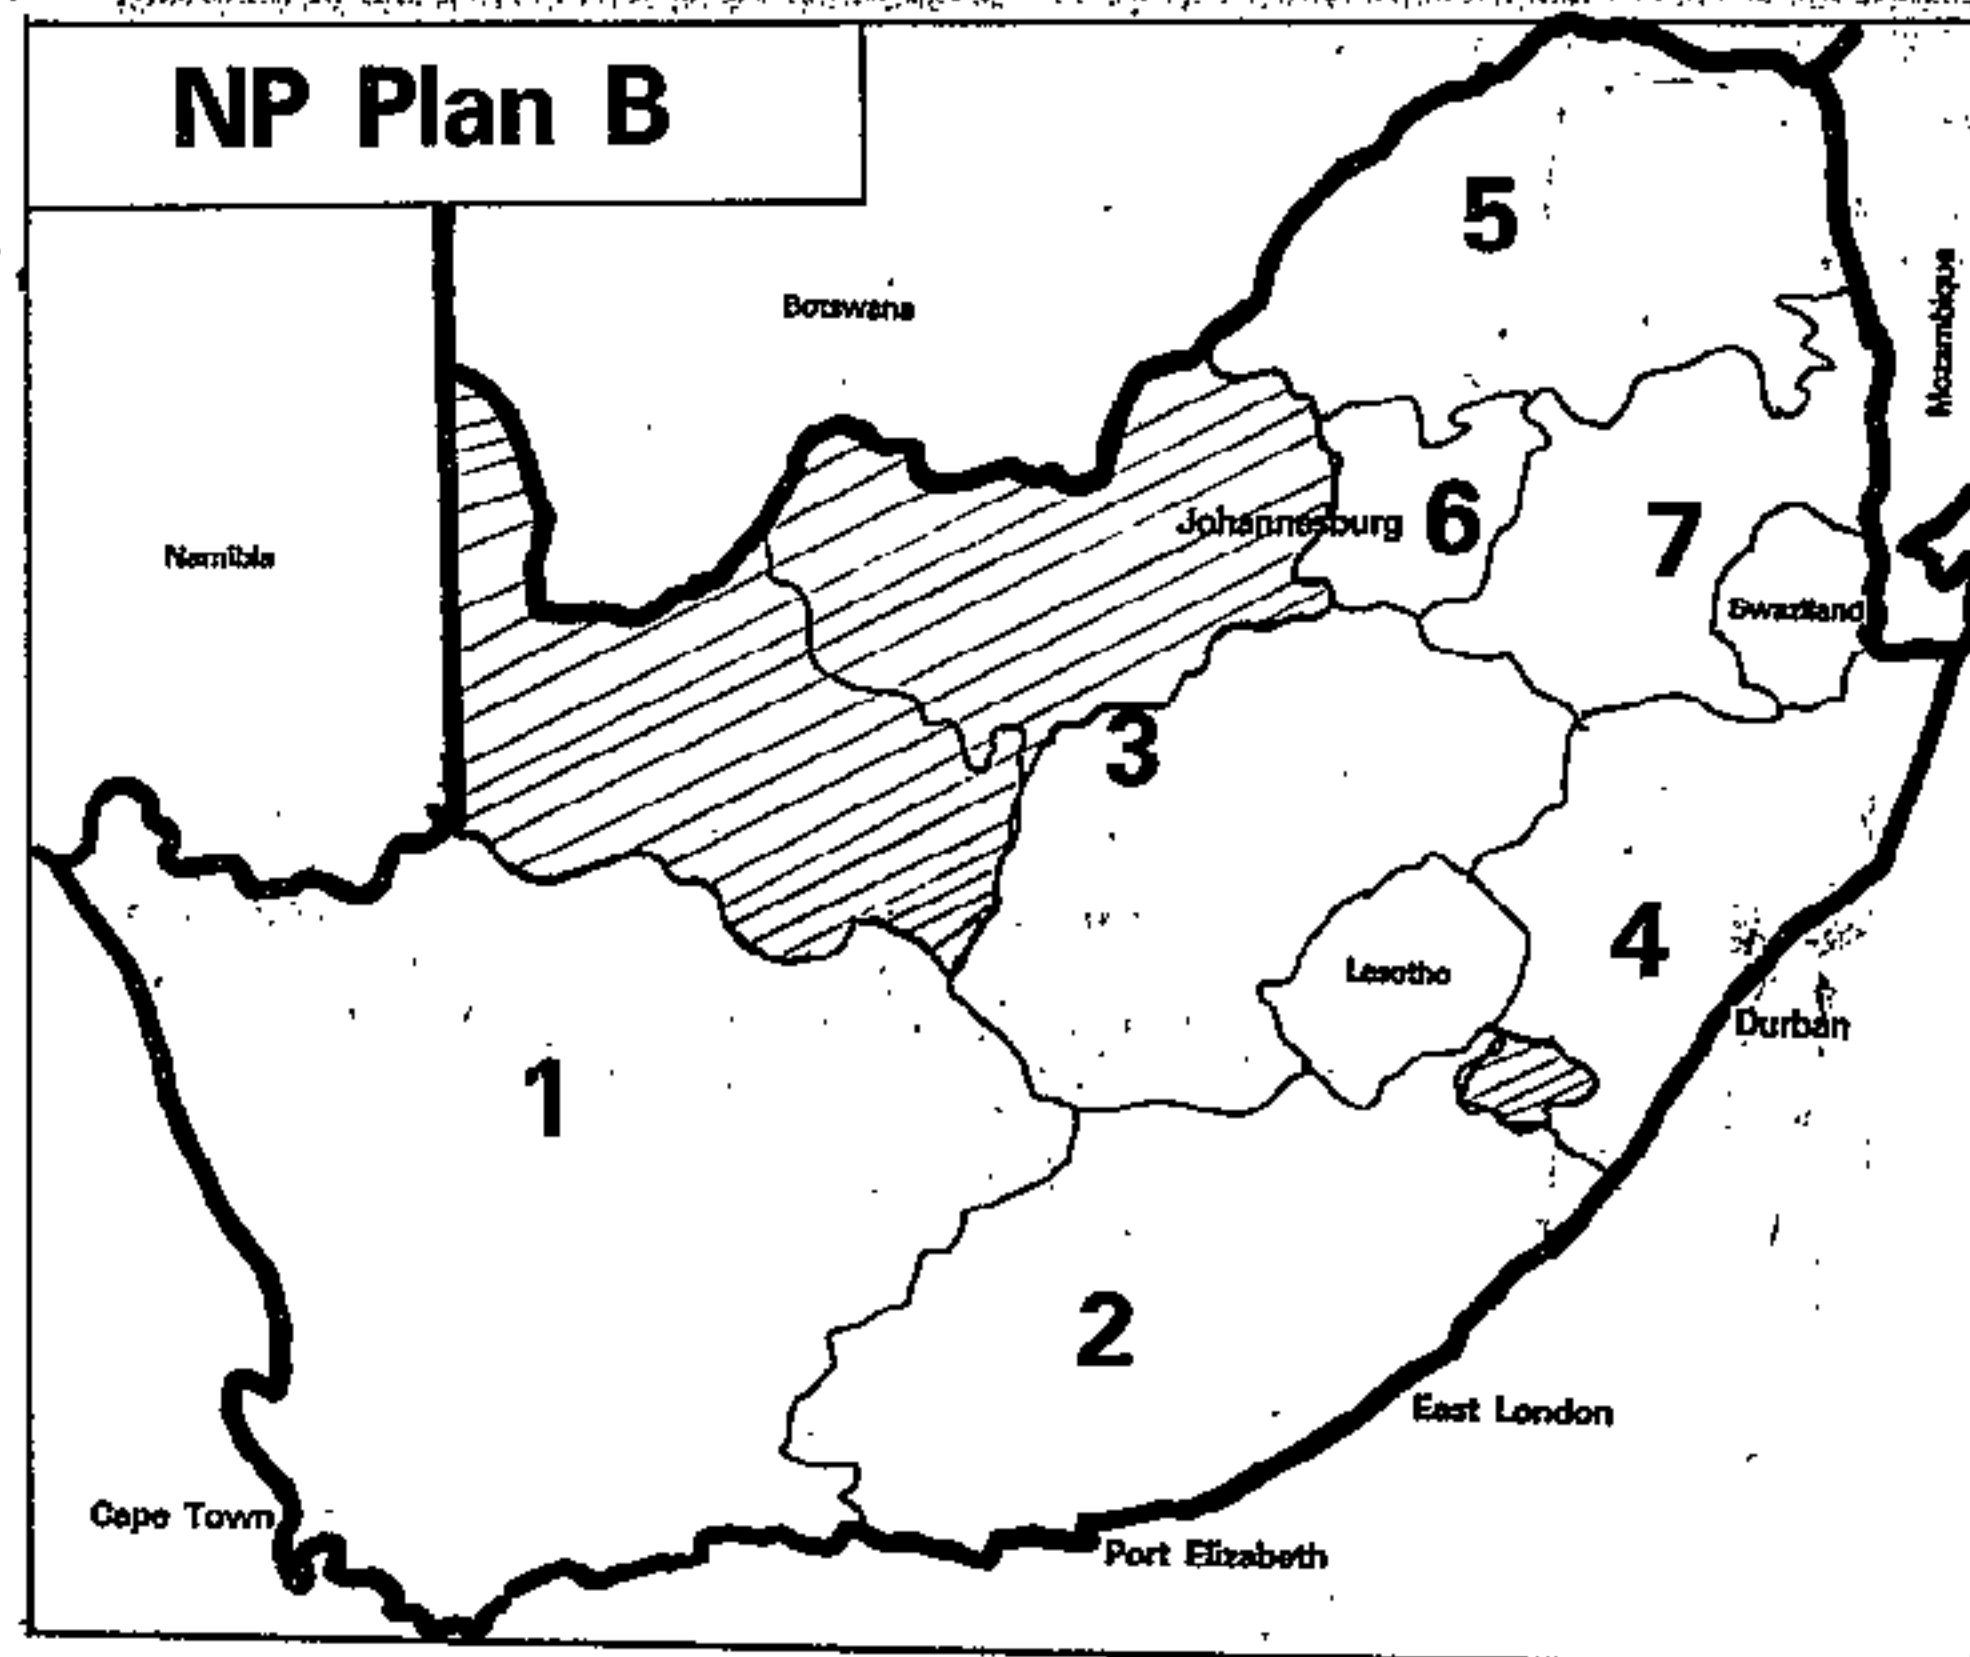 NP Plan B
5
Botswana
Mozambique
Johannesburg 6
7
Namibia
Swaziland
3
4
Lesotho
Durban
1
2
East London
Cape Town
Port Elizabeth